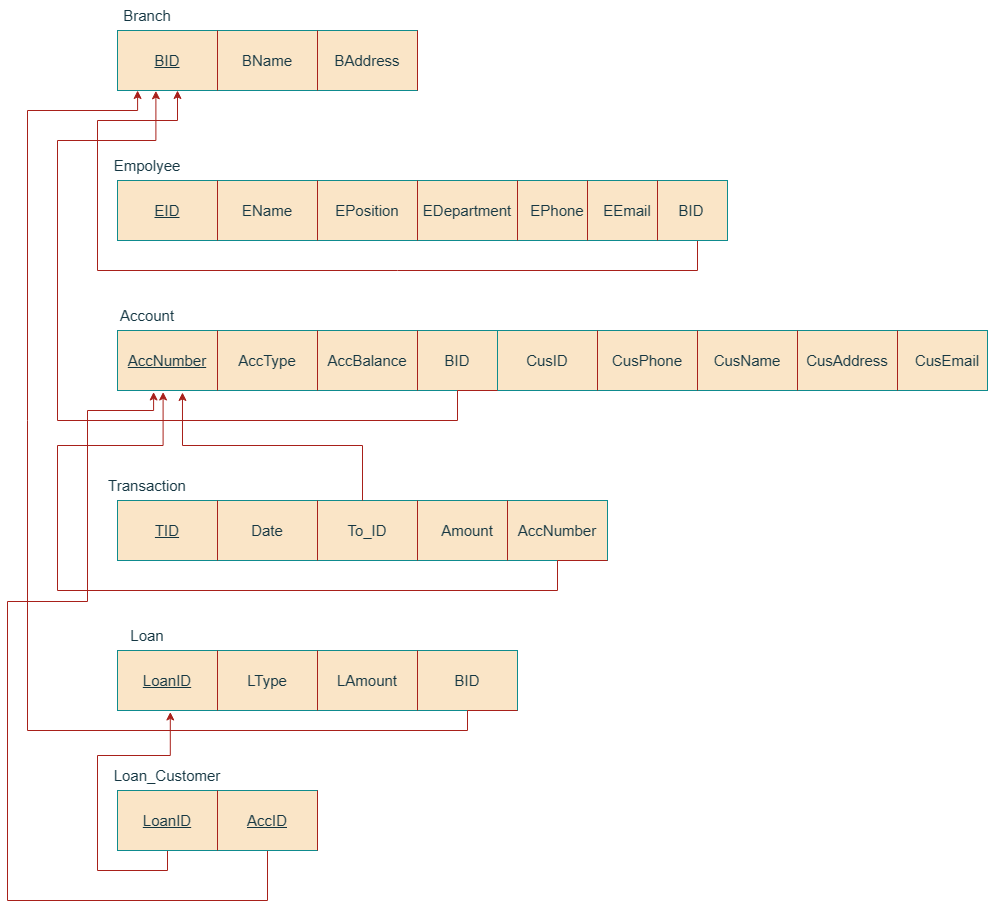 Branch
BID BName BAddress
Empolyee
EID EName EPosition EDepartment EPhone EEmail BID
Account
AccNumber AccType AccBalance BID CusID CusPhone CusName CusAddress CusEmail
Transaction
TID Date To_ID Amount AccNumber
Loan
LoanID LType LAmount BID
Loan_Customer
LoanID AccID